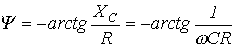 Ψ = −arctg X_C / R = −arctg 1 / ωCR